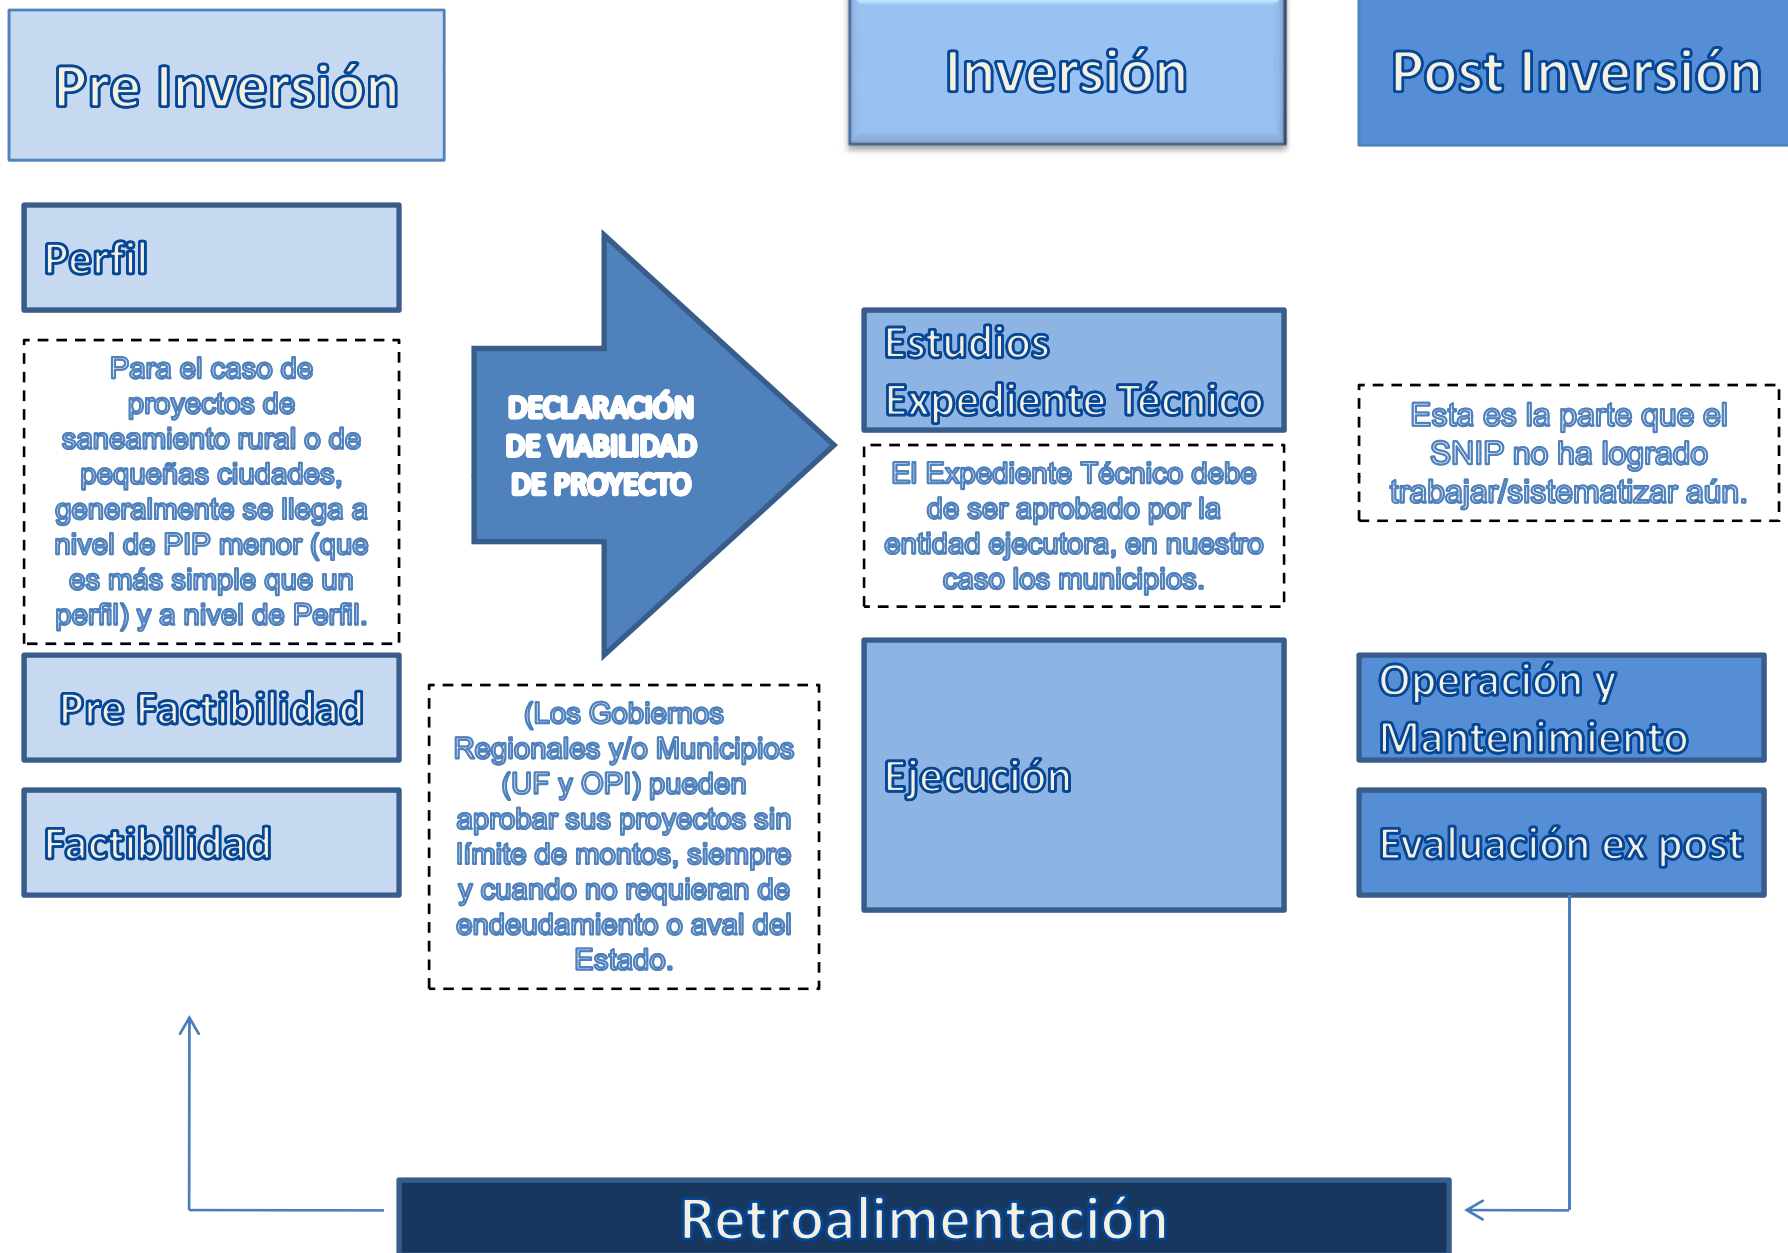 Pre Inversión
Inversión
Post Inversión
Perfil
Para el caso de
proyectos de
saneamiento rural o de
pequeñas ciudades,
generalmente se llega a
nivel de PIP menor (que
es más simple que un
perfil) y a nivel de Perfil.
Pre Factibilidad
Factibilidad
DECLARACIÓN
DE VIABILIDAD
DE PROYECTO
(Los Gobiernos
Regionales y/o Municipios
(UF y OPI) pueden
aprobar sus proyectos sin
límite de montos, siempre
y cuando no requieran de
endeudamiento o aval del
Estado.
Estudios
Expediente Técnico
El Expediente Técnico debe
de ser aprobado por la
entidad ejecutora, en nuestro
caso los municipios.
Ejecución
Esta es la parte que el
SNIP no ha logrado
trabajar/sistematizar aún.
Operación y
Mantenimiento
Evaluación ex post
Retroalimentación